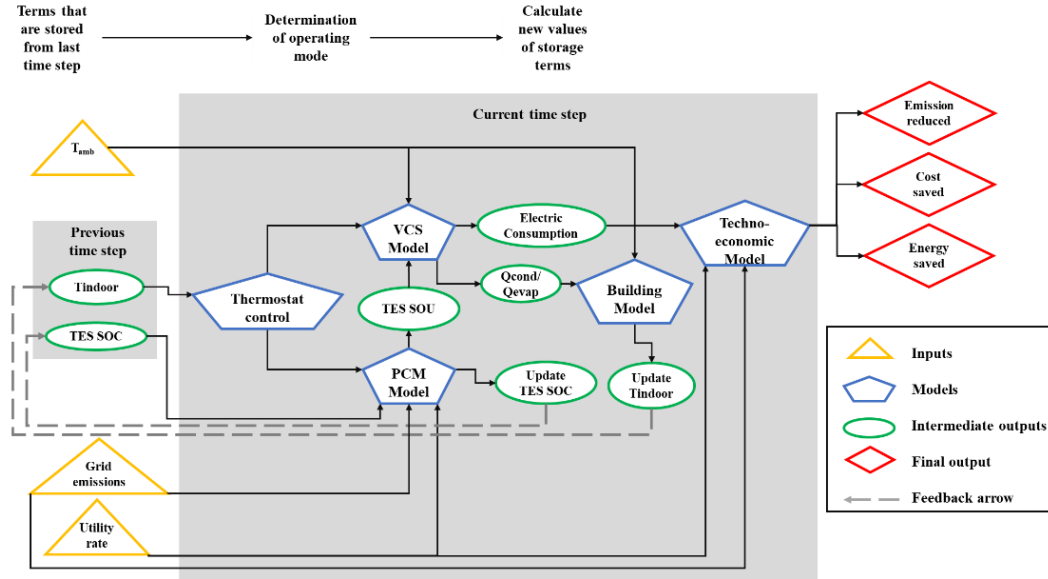 Terms that
are stored
from last
time step
Determination
of operating
mode
Calculate
new values
of storage
terms
Current time step
T_amb
Previous
time step
Tindoor
TES SOC
Thermostat
control
VCS
Model
TES SOU
PCM
Model
Electric
Consumption
Qcond/
Qevap
Building
Model
Update
TES SOC
Update
Tindoor
Techno-
economic
Model
Emission
reduced
Cost
saved
Energy
saved
Grid
emissions
Utility
rate
Inputs
Models
Intermediate outputs
Final output
Feedback arrow